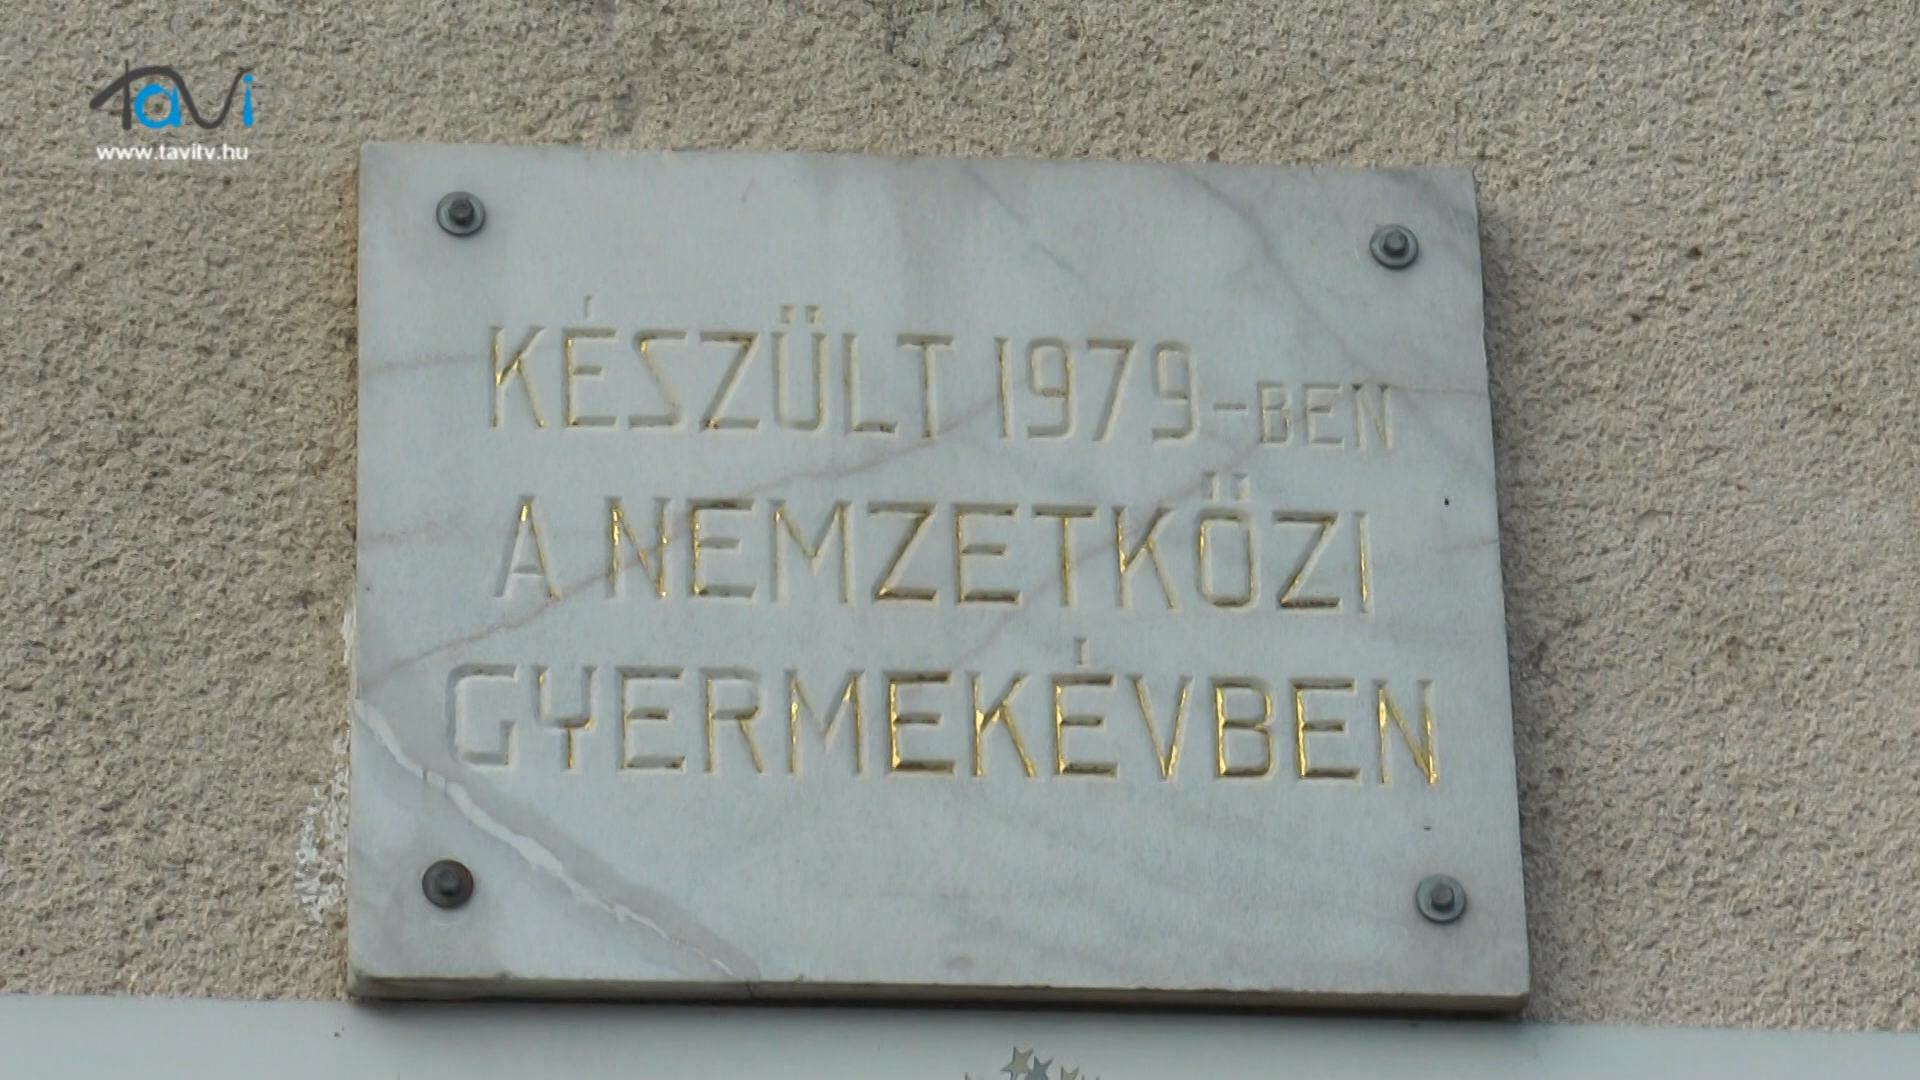 Tavi
www.tavitv.hu
KÉSZÜLT 1979-BEN
A NEMZETKÖZI
GYERMEKÉVBEN